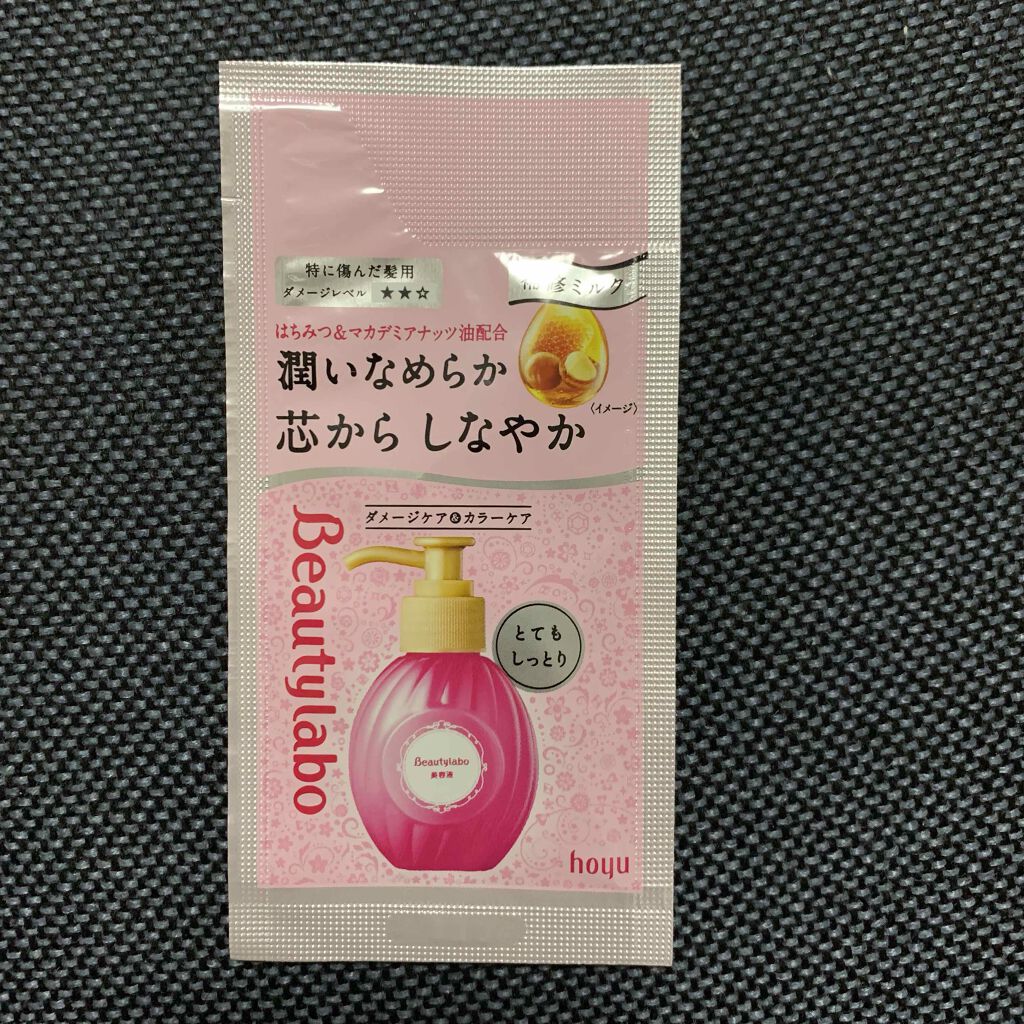 特に傷んだ髪用
ダメージレベル ★★☆
修ミルク
はちみつ&マカデミアナッツ油配合
潤いなめらか
芯から しなやか
〈イメージ〉
ダメージケア&カラーケア
Beautylabo
とても
しっとり
Beautylabo
美容液
hoyu